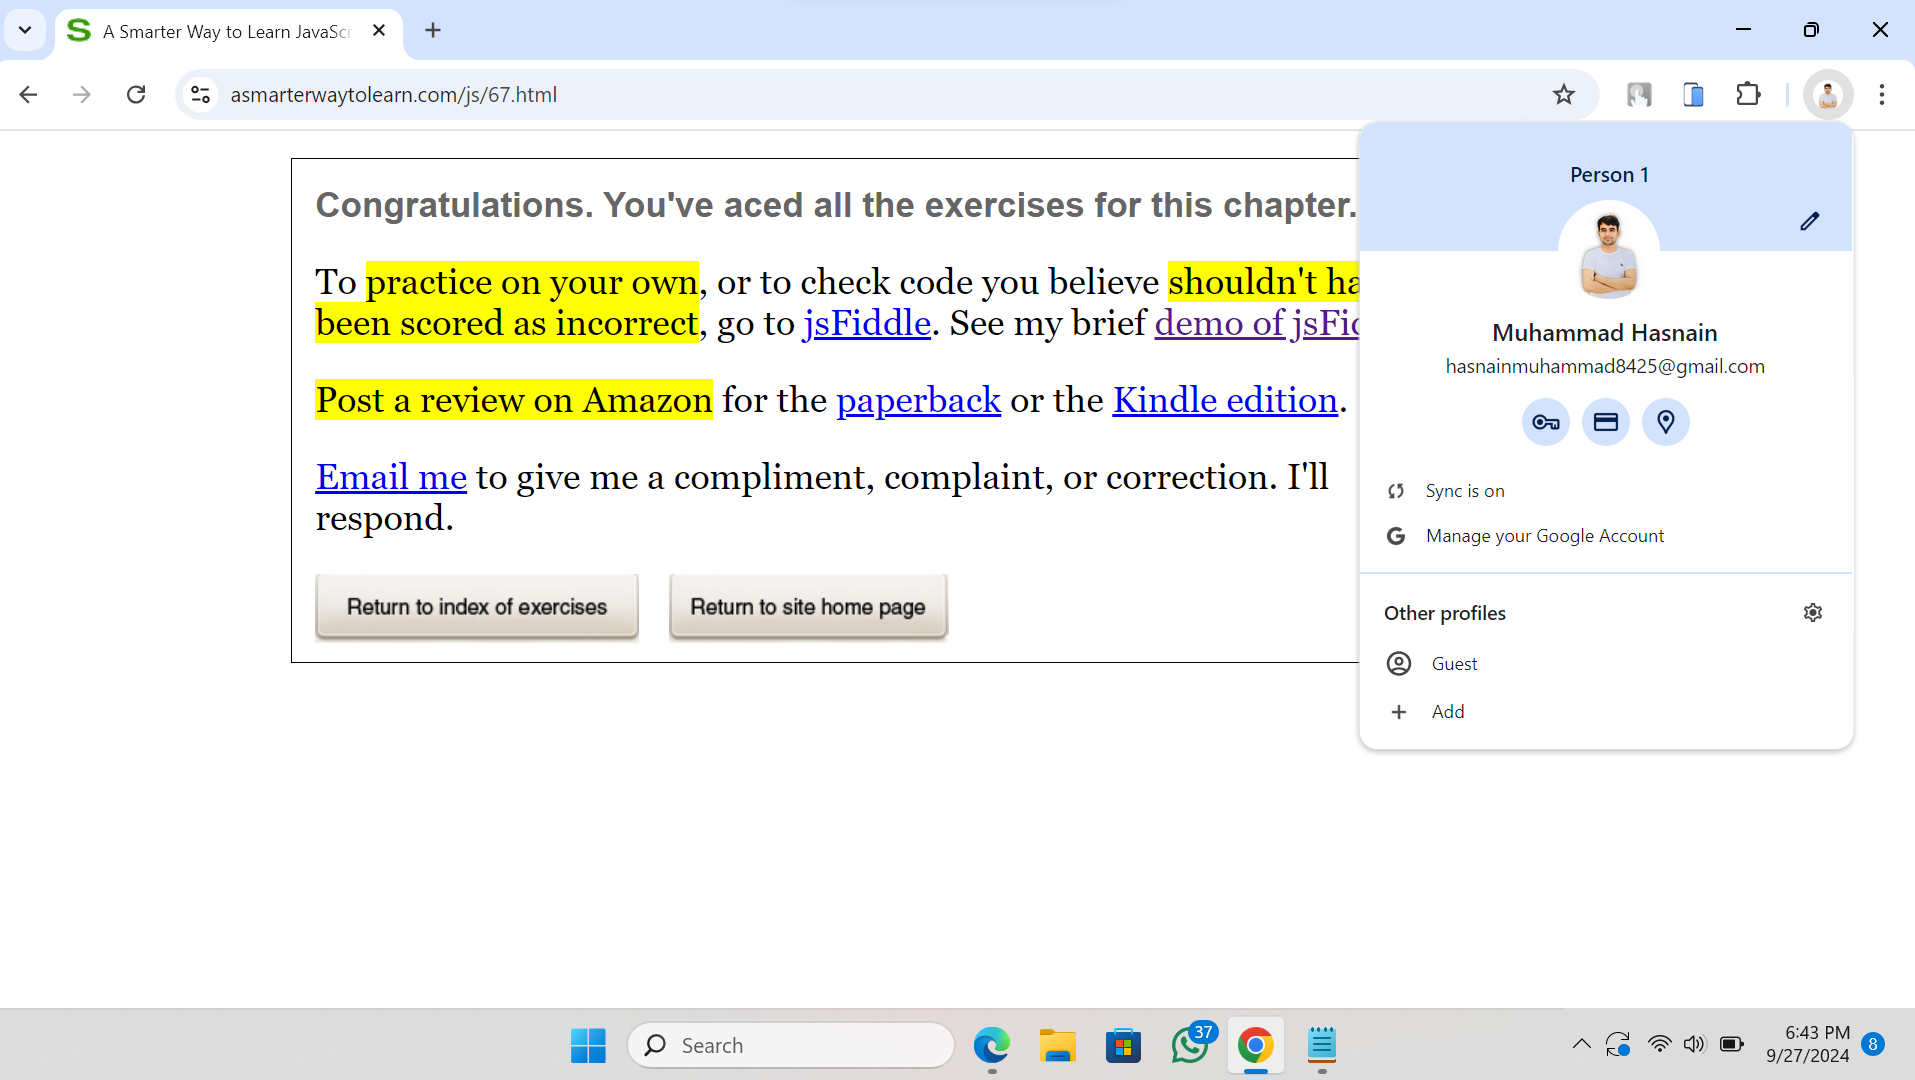 A Smarter Way to Learn JavaScr
asmarterwaytolearn.com/js/67.html
Congratulations. You've aced all the exercises for this chapter.
To practice on your own, or to check code you believe shouldn't ha
been scored as incorrect, go to jsFiddle. See my brief demo of jsFid
Post a review on Amazon for the paperback or the Kindle edition.
Email me to give me a compliment, complaint, or correction. I'll
respond.
Return to index of exercises
Return to site home page
Person 1
Muhammad Hasnain
hasnainmuhammad8425@gmail.com
Sync is on
Manage your Google Account
Other profiles
Guest
Add
Search
37
6:43 PM
9/27/2024
8